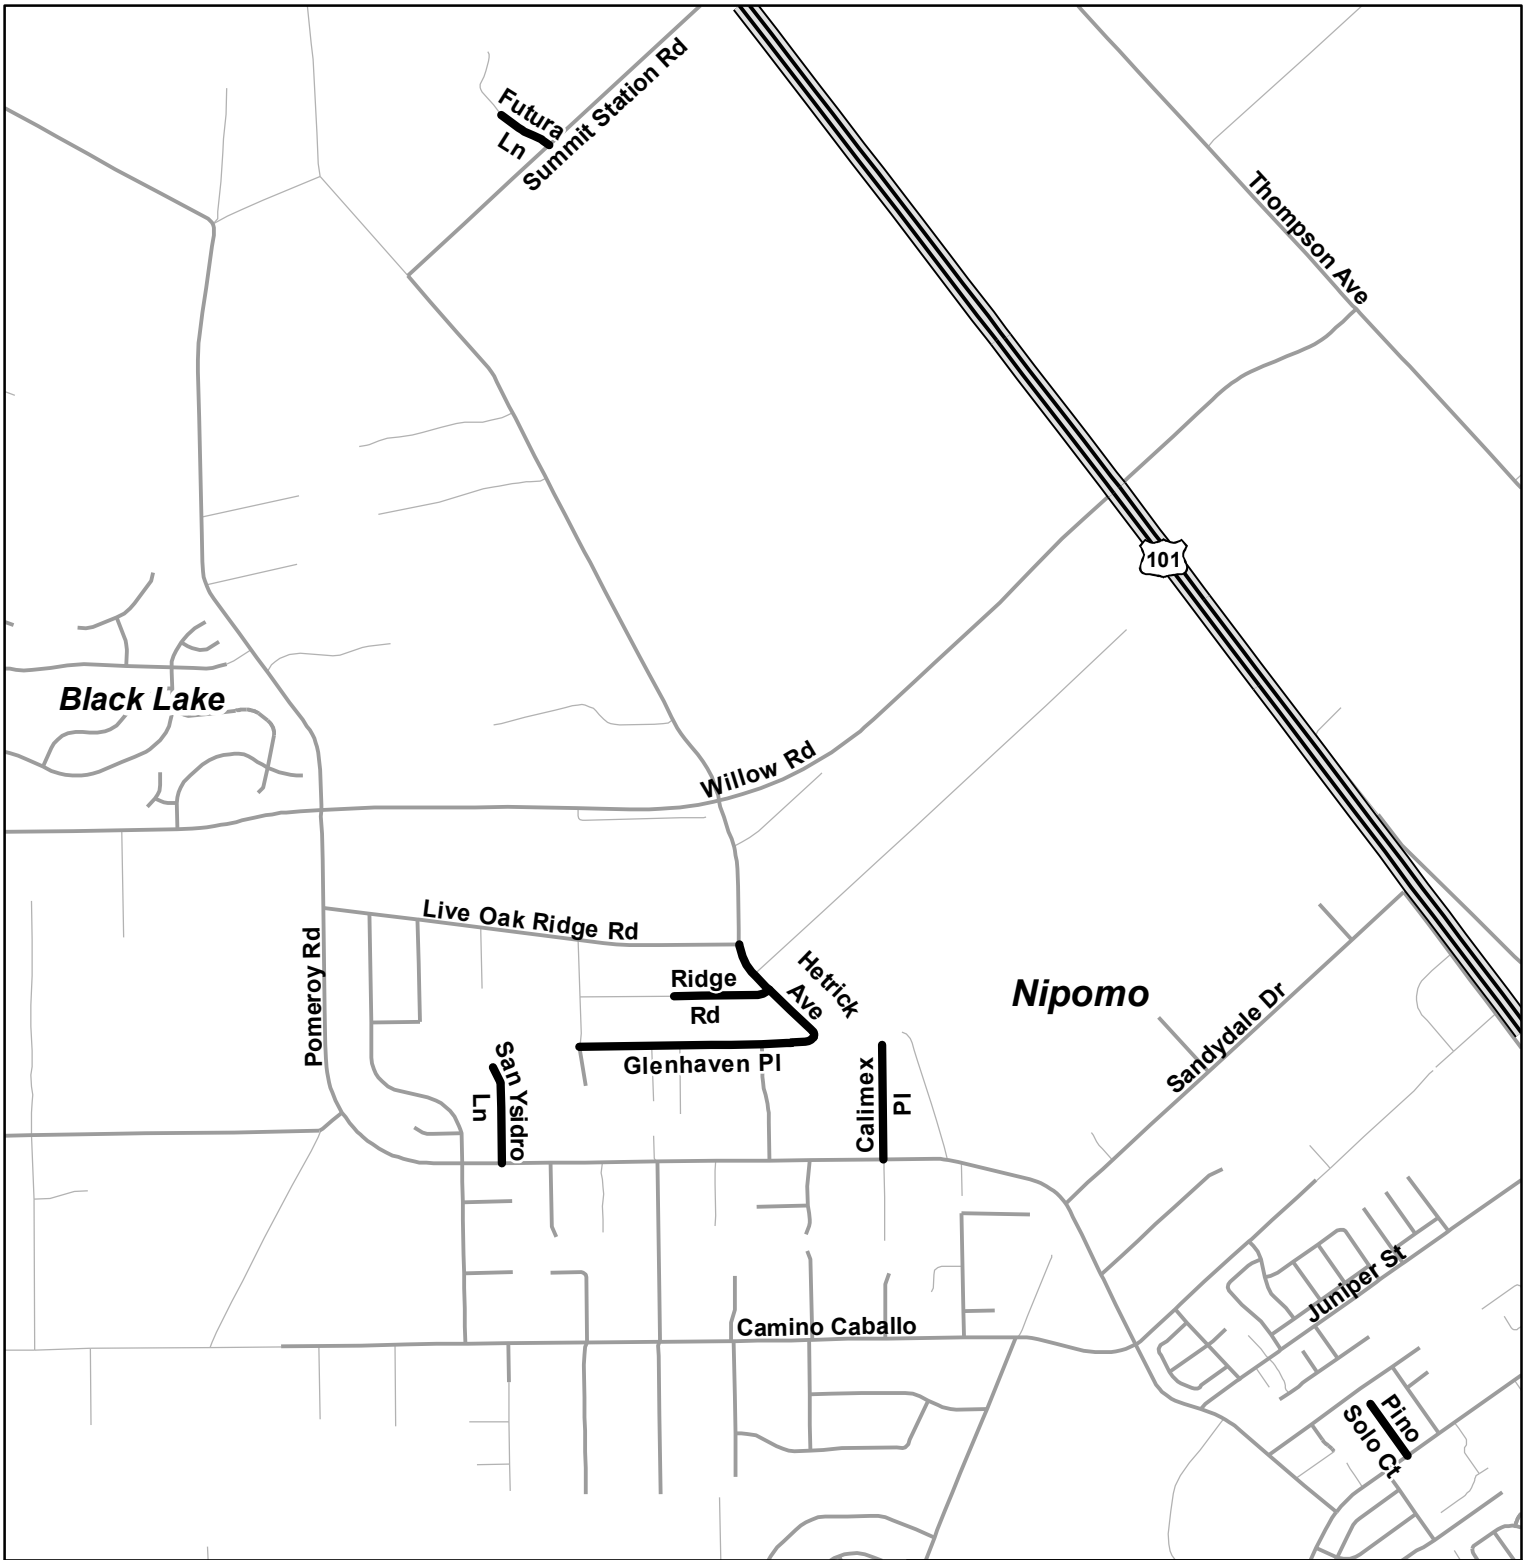 Summit Station Rd
Futura
Ln
Thompson Ave
101
Black Lake
Willow Rd
Live Oak Ridge Rd
Pomeroy Rd
Ridge
Rd
Hetrick
Ave
Nipomo
Glenhaven Pl
San Ysidro
Ln
Calimex
Pl
Sandydale Dr
Juniper St
Camino Caballo
Pino
Solo Ct